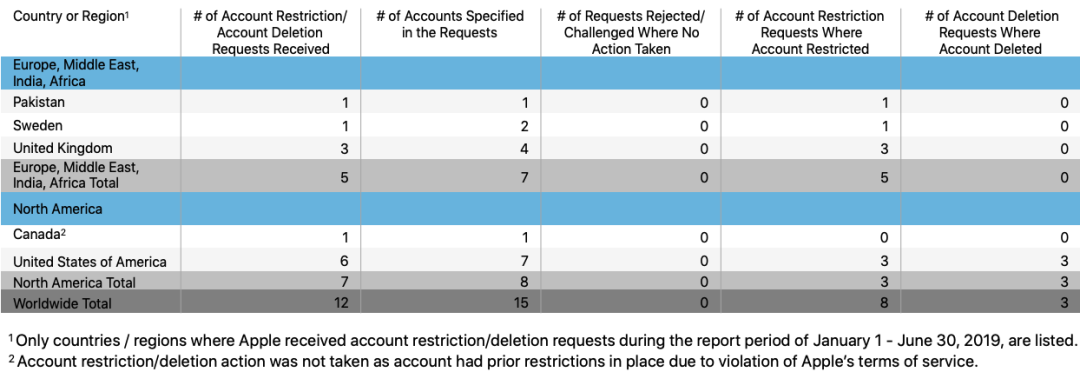 Country or Region¹ # of Account Restriction/ # of Accounts Specified # of Requests Rejected/ # of Account Restriction # of Account Deletion
Account Deletion in the Requests Challenged Where No Requests Where Requests Where
Requests Received Action Taken Account Restricted Account Deleted
Europe, Middle East,
India, Africa
Pakistan 1 1 0 1 0
Sweden 1 2 0 1 0
United Kingdom 3 4 0 3 0
Europe, Middle East,
India, Africa Total 5 7 0 5 0
North America
Canada² 1 1 0 0 0
United States of America 6 7 0 3 3
North America Total 7 8 0 3 3
Worldwide Total 12 15 0 8 3
¹ Only countries / regions where Apple received account restriction/deletion requests during the report period of January 1 - June 30, 2019, are listed.
² Account restriction/deletion action was not taken as account had prior restrictions in place due to violation of Apple's terms of service.